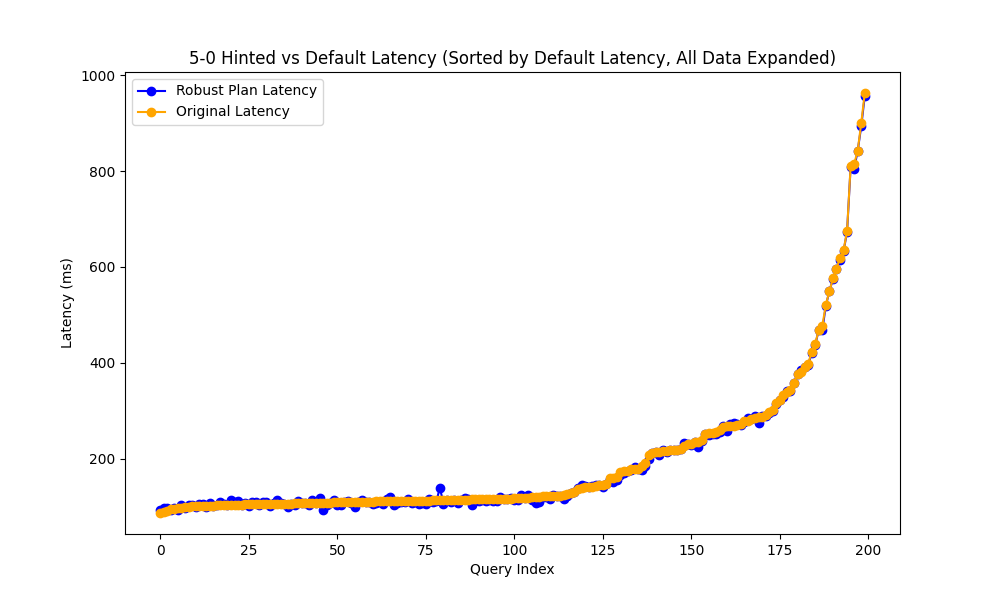 5-0 Hinted vs Default Latency (Sorted by Default Latency, All Data Expanded)
Robust Plan Latency
Original Latency
Latency (ms)
1000
800
600
400
200
0 25 50 75 100 125 150 175 200
Query Index